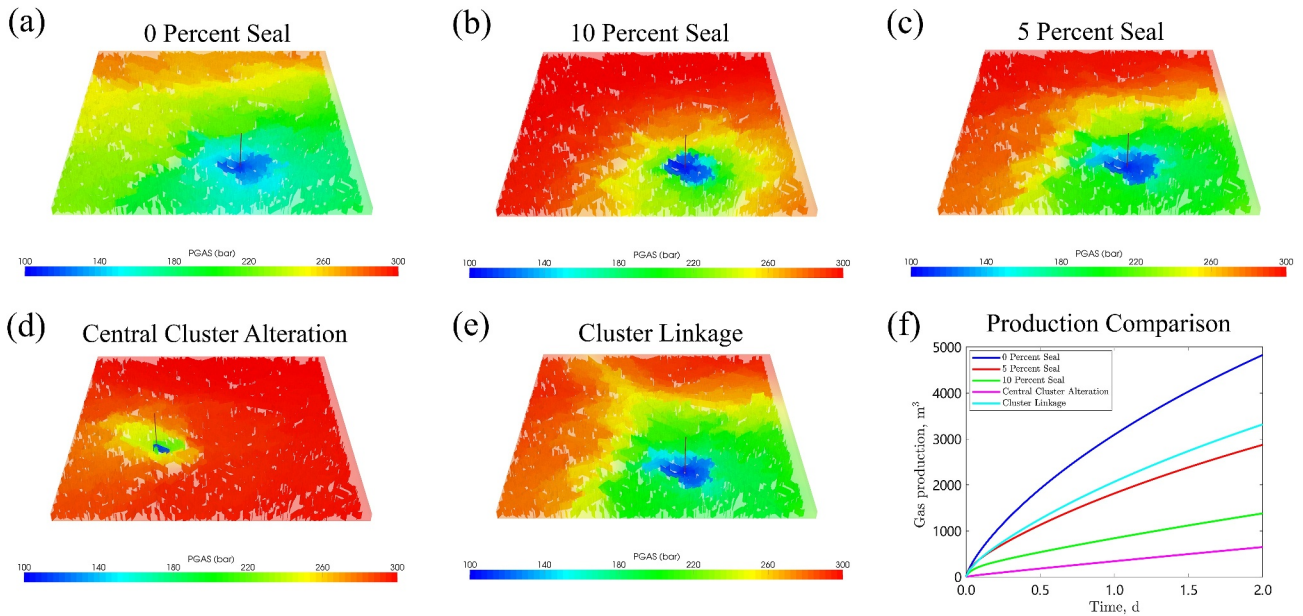 (a)
0 Percent Seal
(b)
10 Percent Seal
(c)
5 Percent Seal
PGAS (bar)
100 140 180 220 260 300
PGAS (bar)
100 140 180 220 260 300
PGAS (bar)
100 140 180 220 260 300
(d)
Central Cluster Alteration
(e)
Cluster Linkage
(f)
Production Comparison
PGAS (bar)
100 140 180 220 260 300
PGAS (bar)
100 140 180 220 260 300
5000
4000
3000
2000
1000
0
Gas production, m³
0 Percent Seal
5 Percent Seal
10 Percent Seal
Central Cluster Alteration
Cluster Linkage
0.0 0.5 1.0 1.5 2.0
Time, d